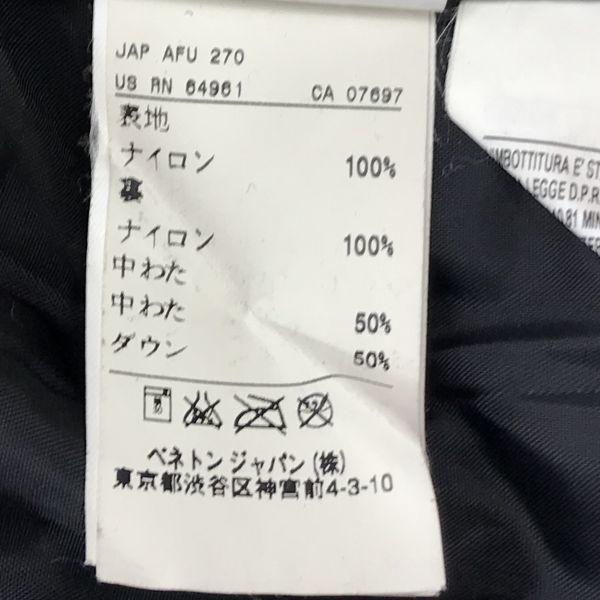 JAP AFU 270
US RN 64961 CA 07697
表地
ナイロン 100%
裏
ナイロン 100%
中わた
中わた 50%
ダウン 50%
ベネトン ジャパン (株)
東京都渋谷区神宮前4-3-10
IMBOTTITURA E' ST
LEGGE D.P.R
MIN